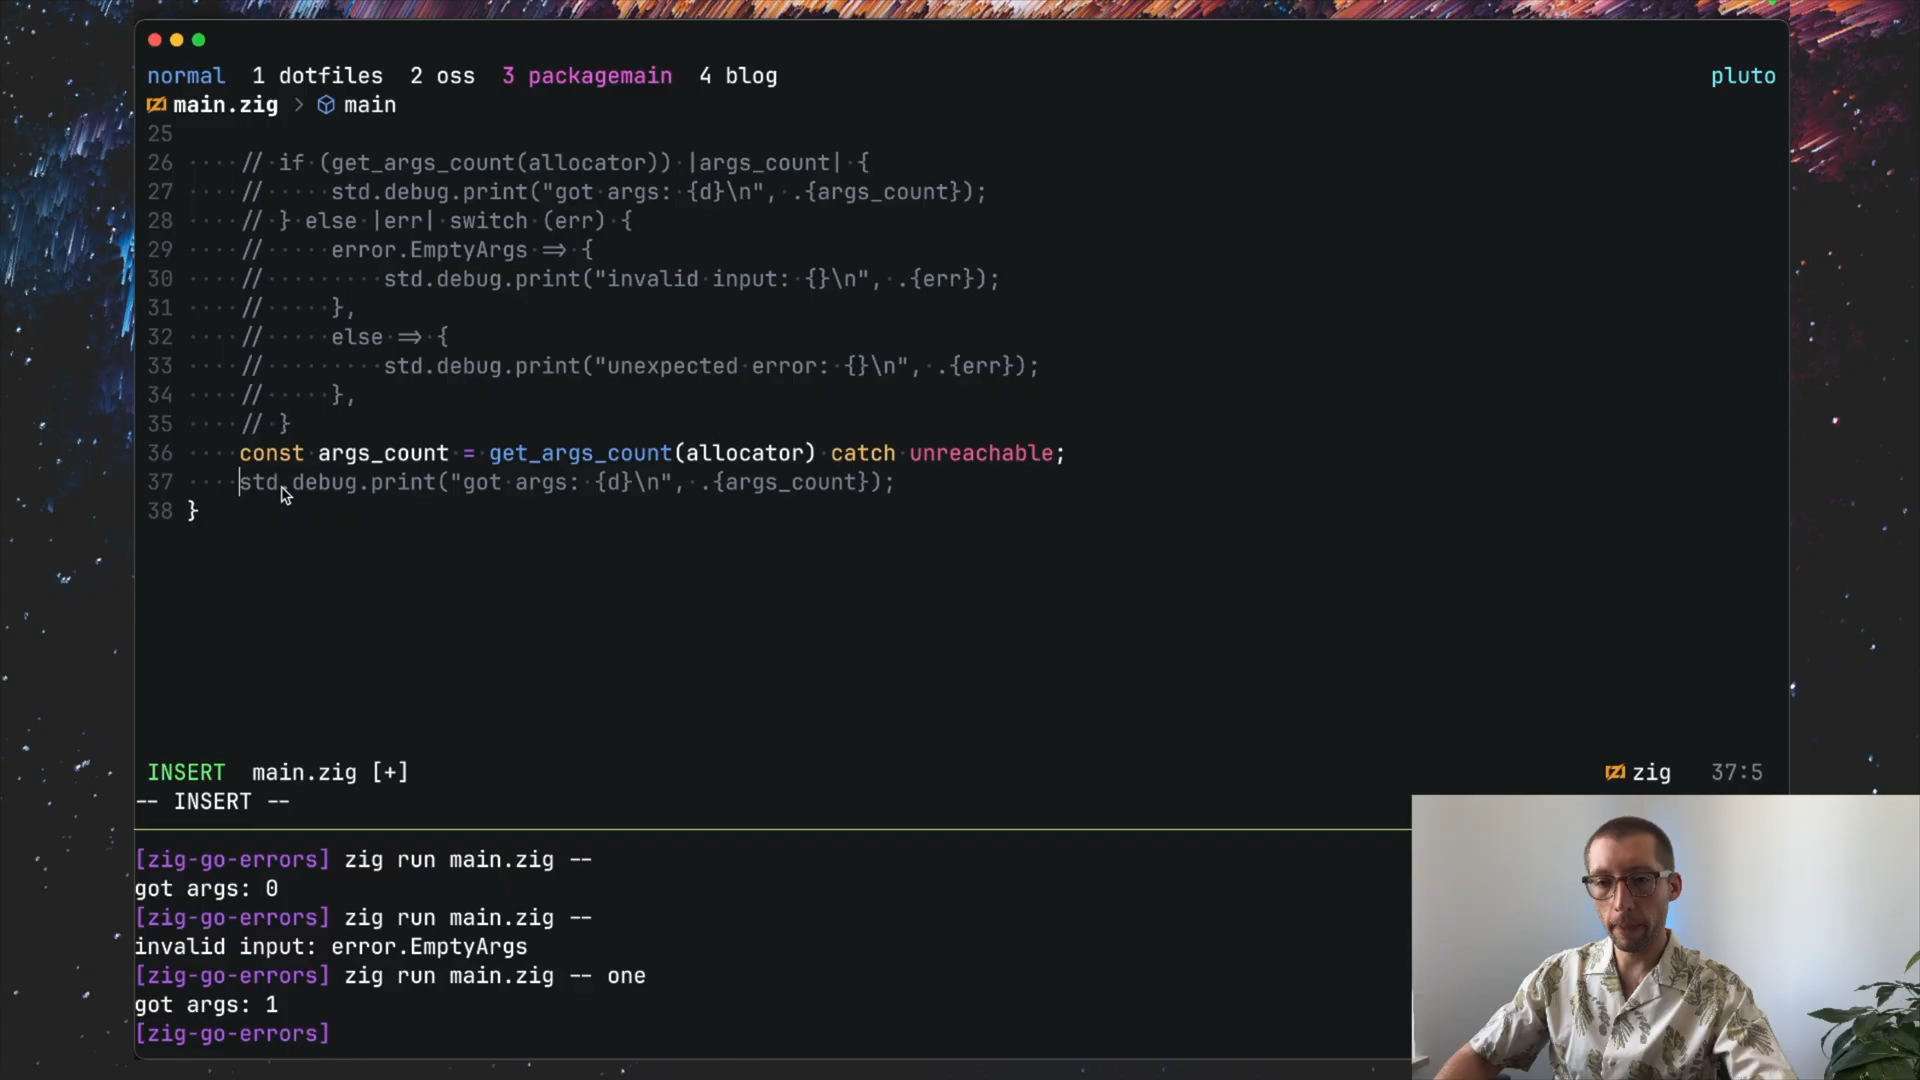 normal 1 dotfiles 2 oss 3 packagemain 4 blog pluto
main.zig > main
25
26 // if (get_args_count(allocator)) |args_count| {
27 // std.debug.print("got args: {d}\n", .{args_count});
28 // } else |err| switch (err) {
29 // error.EmptyArgs => {
30 // std.debug.print("invalid input: {}\n", .{err});
31 // },
32 // else => {
33 // std.debug.print("unexpected error: {}\n", .{err});
34 // },
35 // }
36 const args_count = get_args_count(allocator) catch unreachable;
37 std.debug.print("got args: {d}\n", .{args_count});
38 }
INSERT main.zig [+] zig 37:5
-- INSERT --
[zig-go-errors] zig run main.zig --
got args: 0
[zig-go-errors] zig run main.zig --
invalid input: error.EmptyArgs
[zig-go-errors] zig run main.zig -- one
got args: 1
[zig-go-errors]